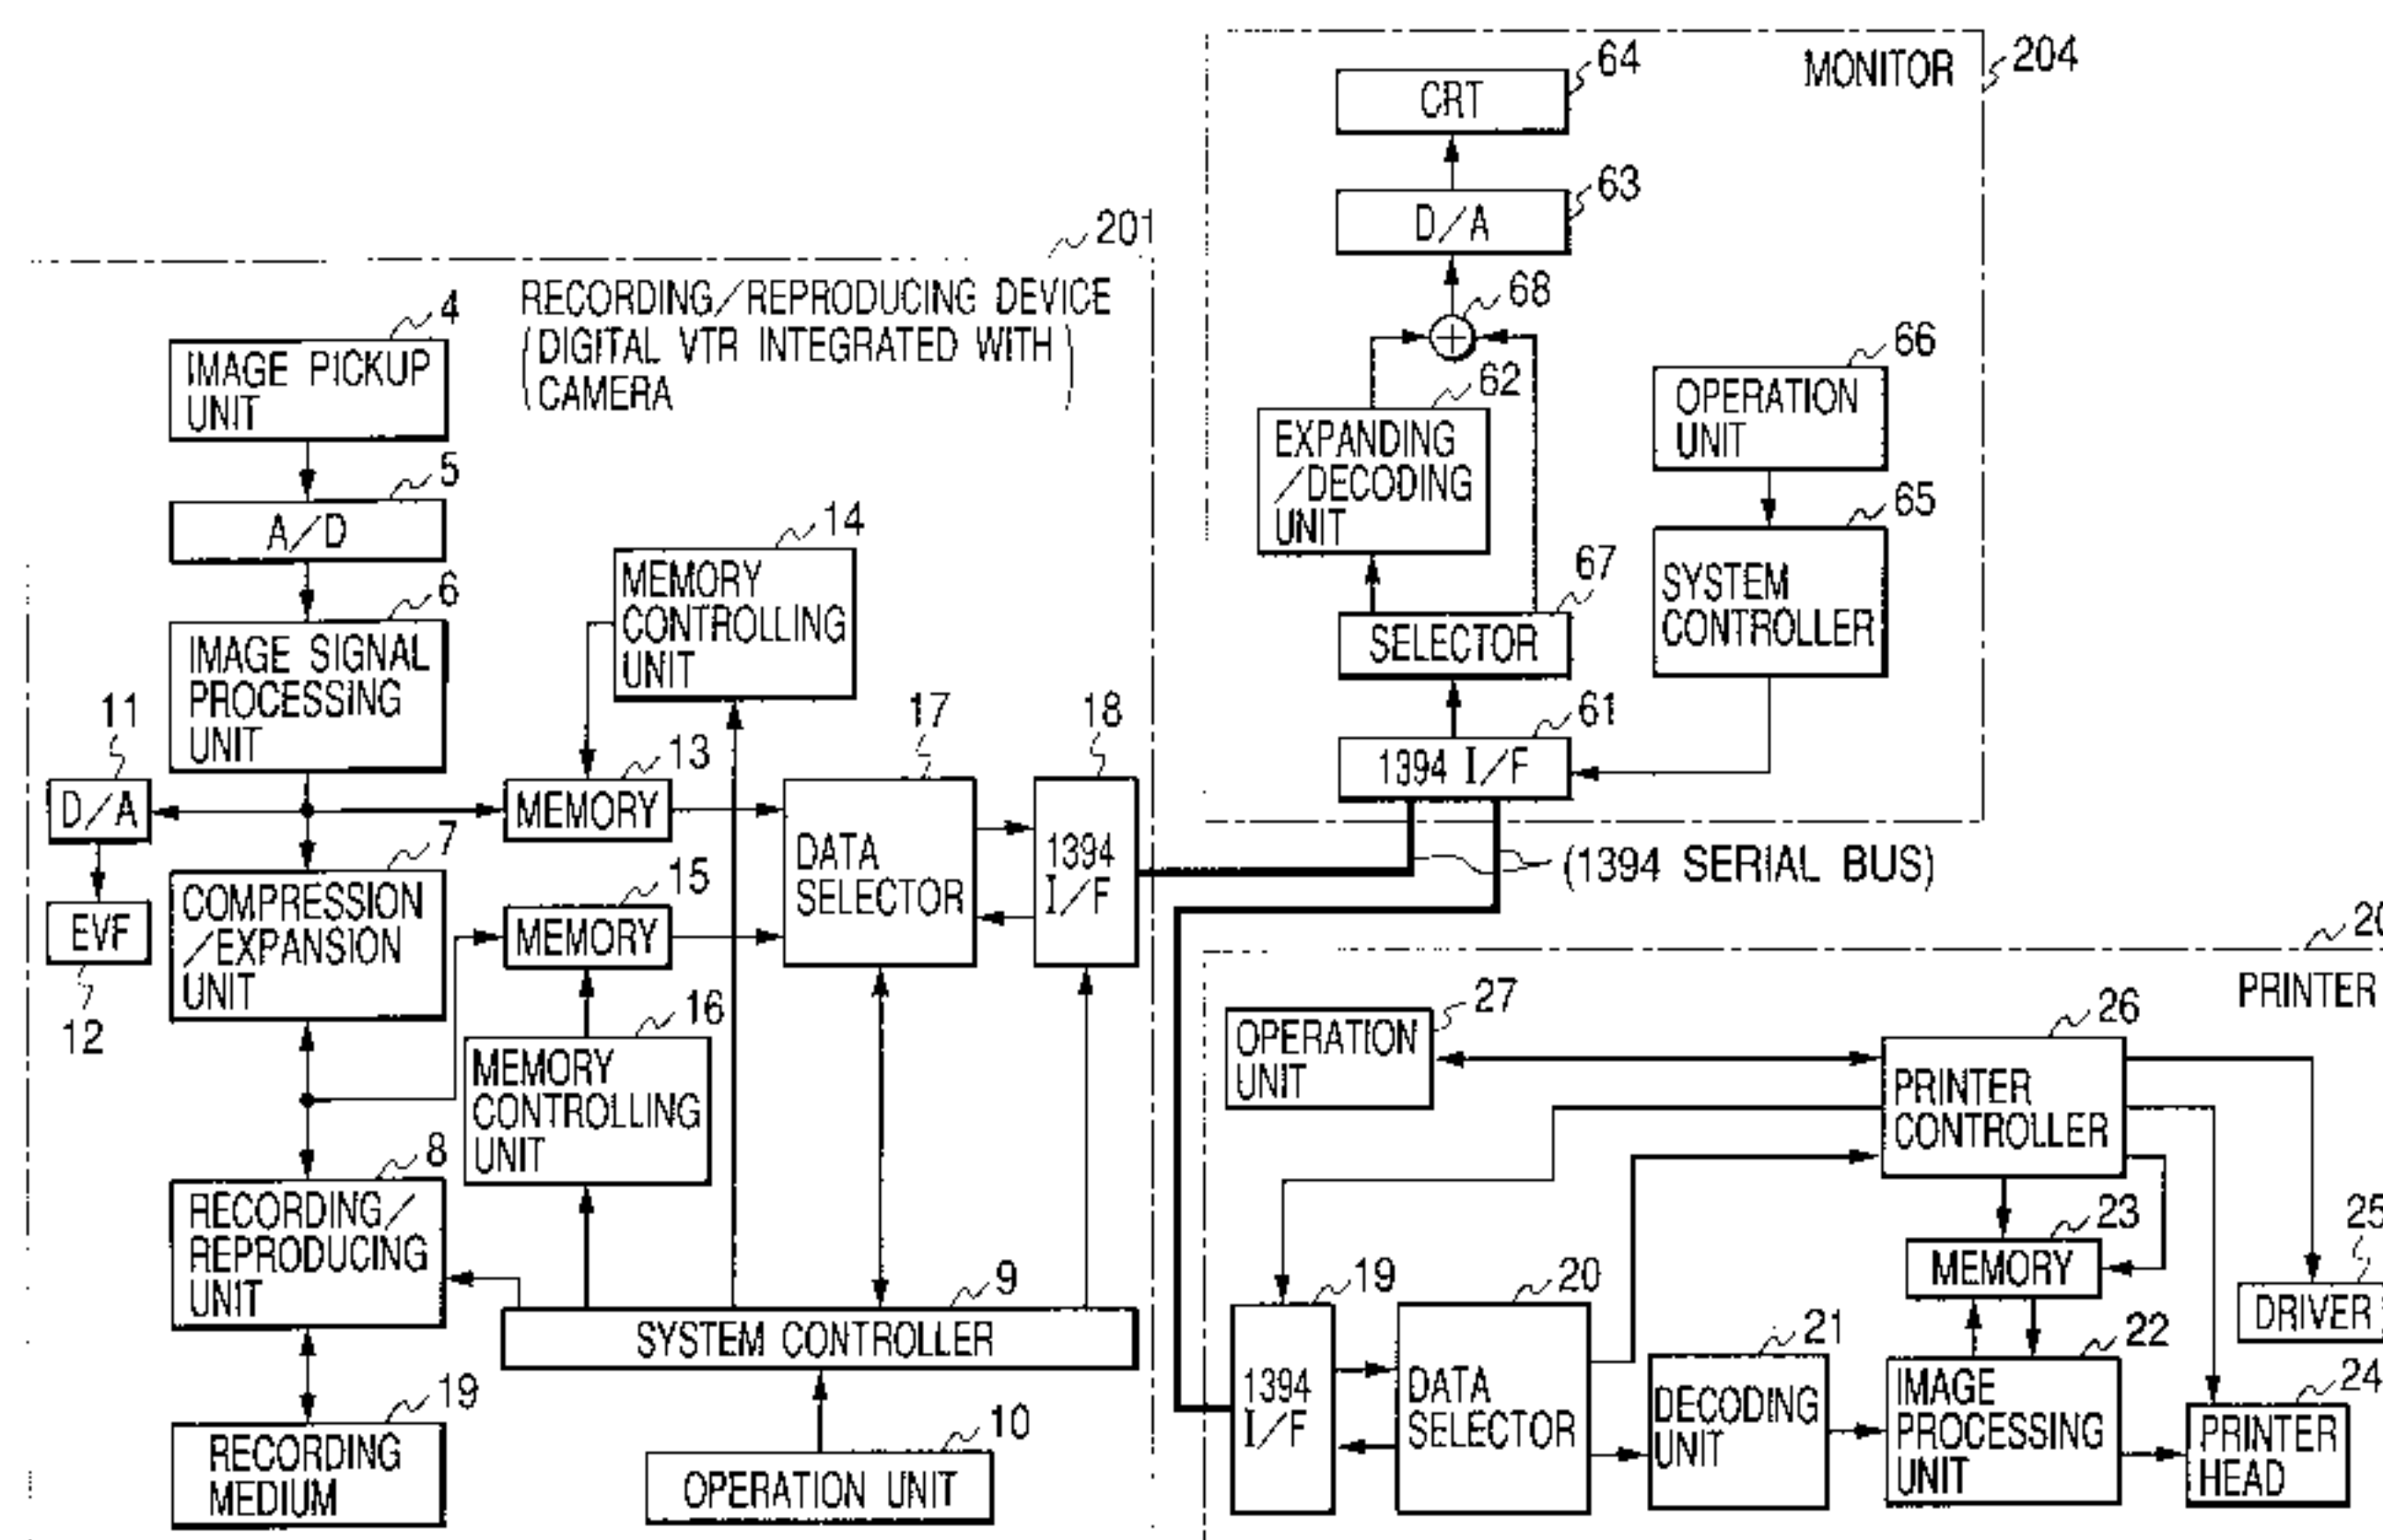 201
RECORDING/REPRODUCING DEVICE
(DIGITAL VTR INTEGRATED WITH
CAMERA)
4
IMAGE PICKUP
UNIT
5
A/D
6
IMAGE SIGNAL
PROCESSING
UNIT
11
D/A
EVF
12
7
COMPRESSION
/EXPANSION
UNIT
8
RECORDING/
REPRODUCING
UNIT
19
RECORDING
MEDIUM
14
MEMORY
CONTROLLING
UNIT
13
MEMORY
15
MEMORY
16
MEMORY
CONTROLLING
UNIT
17
DATA
SELECTOR
18
1394
I/F
9
SYSTEM CONTROLLER
10
OPERATION UNIT
MONITOR
204
64
CRT
63
D/A
68
62
EXPANDING
/DECODING
UNIT
67
SELECTOR
61
1394 I/F
66
OPERATION
UNIT
65
SYSTEM
CONTROLLER
(1394 SERIAL BUS)
20
PRINTER
27
OPERATION
UNIT
26
PRINTER
CONTROLLER
23
MEMORY
25
DRIVER
19
1394
I/F
20
DATA
SELECTOR
21
DECODING
UNIT
22
IMAGE
PROCESSING
UNIT
24
PRINTER
HEAD